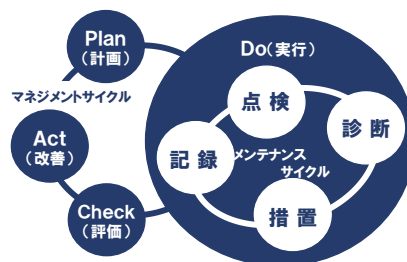 Plan
（計画）
Do（実行）
マネジメントサイクル
点検
診断
Act
（改善）
記録
メンテナンス
サイクル
措置
Check
（評価）